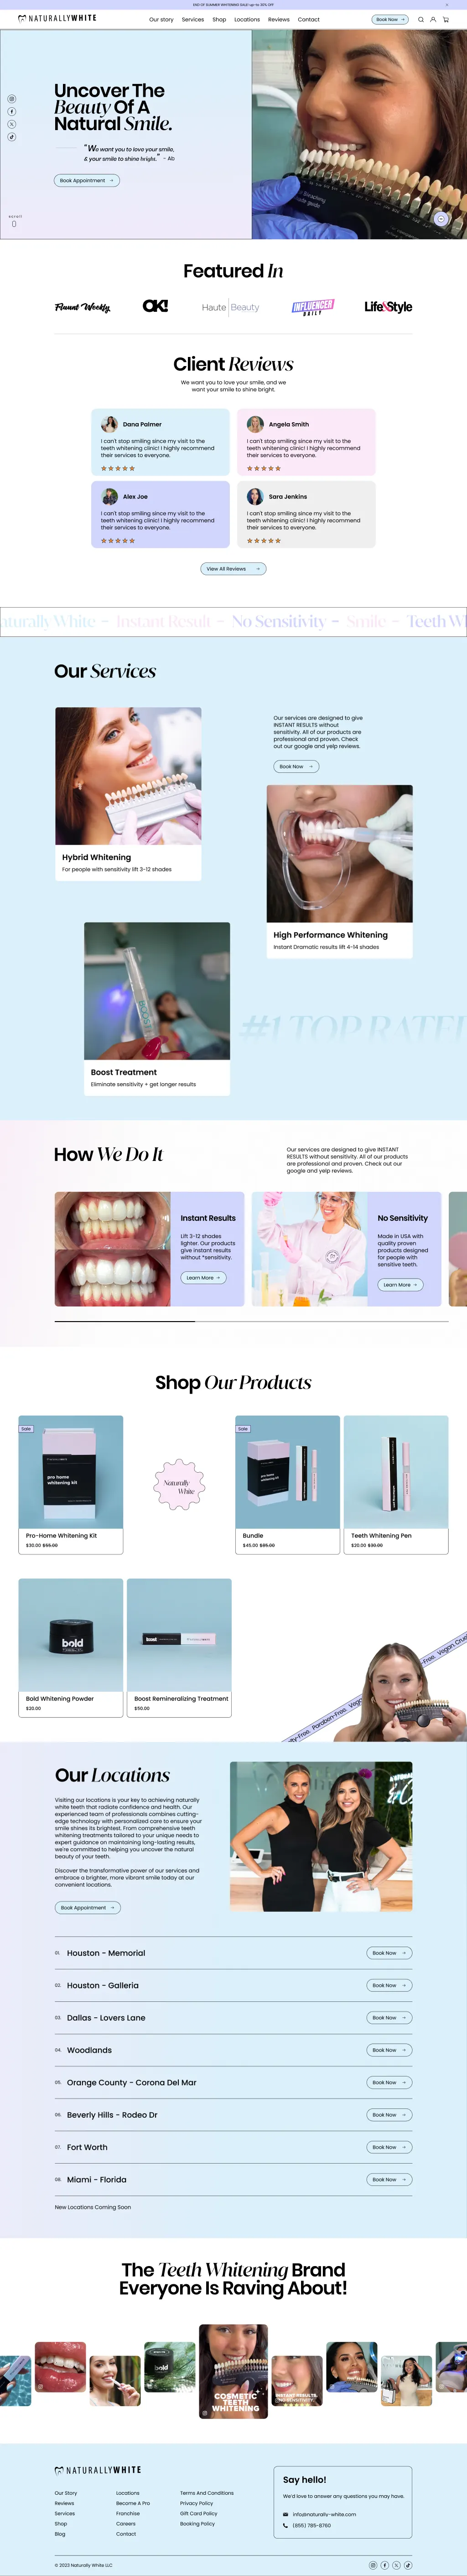 END OF SUMMER WHITENING SALE! up-to 30% OFF
NATURALLYWHITE
Our story
Services
Shop
Locations
Reviews
Contact
Book Now
Uncover The
Beauty Of A
Natural Smile.
"We want you to love your smile,
& your smile to shine bright." - Ab
Book Appointment
scroll
Featured In
Flaunt Weekly
OK!
Haute Beauty
INFLUENCER
DAILY
Life&Style
Client Reviews
We want you to love your smile, and we
want your smile to shine bright.
Dana Palmer
I can't stop smiling since my visit to the
teeth whitening clinic! I highly recommend
their services to everyone.
Angela Smith
I can't stop smiling since my visit to the
teeth whitening clinic! I highly recommend
their services to everyone.
Alex Joe
I can't stop smiling since my visit to the
teeth whitening clinic! I highly recommend
their services to everyone.
Sara Jenkins
I can't stop smiling since my visit to the
teeth whitening clinic! I highly recommend
their services to everyone.
View All Reviews
aturally White - Instant Result - No Sensitivity - Smile - Teeth W
Our Services
Our services are designed to give
INSTANT RESULTS without
sensitivity. All of our products are
professional and proven. Check
out our google and yelp reviews.
Book Now
Hybrid Whitening
For people with sensitivity lift 3-12 shades
High Performance Whitening
Instant Dramatic results lift 4-14 shades
Boost Treatment
Eliminate sensitivity + get longer results
#1 TOP RATE
How We Do It
Our services are designed to give INSTANT
RESULTS without sensitivity. All of our products
are professional and proven. Check out our
google and yelp reviews.
Instant Results
Lift 3-12 shades
lighter. Our products
give instant results
without *sensitivity.
Learn More
No Sensitivity
Made in USA with
quality proven
products designed
for people with
sensitive teeth.
Learn More
Shop Our Products
Sale
pro home
whitening kit
Pro-Home Whitening Kit
$30.00 $55.00
Naturally
White
Sale
Bundle
$45.00 $85.00
Teeth Whitening Pen
$20.00 $30.00
bold
Bold Whitening Powder
$20.00
boost
Boost Remineralizing Treatment
$50.00
ity-Free. Paraben-Free. Vegan Crue
Our Locations
Visiting our locations is your key to achieving naturally
white teeth that radiate confidence and health. Our
experienced team of professionals combines cutting-
edge technology with personalized care to ensure your
smile shines its brightest. From comprehensive teeth
whitening treatments tailored to your unique needs to
expert guidance on maintaining long-lasting results,
we're committed to helping you uncover the natural
beauty of your teeth.
Discover the transformative power of our services and
embrace a brighter, more vibrant smile today at our
convenient locations.
Book Appointment
01. Houston - Memorial
Book Now
02. Houston - Galleria
Book Now
03. Dallas - Lovers Lane
Book Now
04. Woodlands
Book Now
05. Orange County - Corona Del Mar
Book Now
06. Beverly Hills - Rodeo Dr
Book Now
07. Fort Worth
Book Now
08. Miami - Florida
Book Now
New Locations Coming Soon
The Teeth Whitening Brand
Everyone Is Raving About!
bold
COSMETIC
TEETH
WHITENING
INSTANT RESULTS.
NATURALLYWHITE
Our Story
Reviews
Services
Shop
Blog
Locations
Become A Pro
Franchise
Careers
Contact
Terms And Conditions
Privacy Policy
Gift Card Policy
Booking Policy
Say hello!
We'd love to answer any questions you may have.
info@naturally-white.com
(855) 785-8760
© 2023 Naturally White LLC